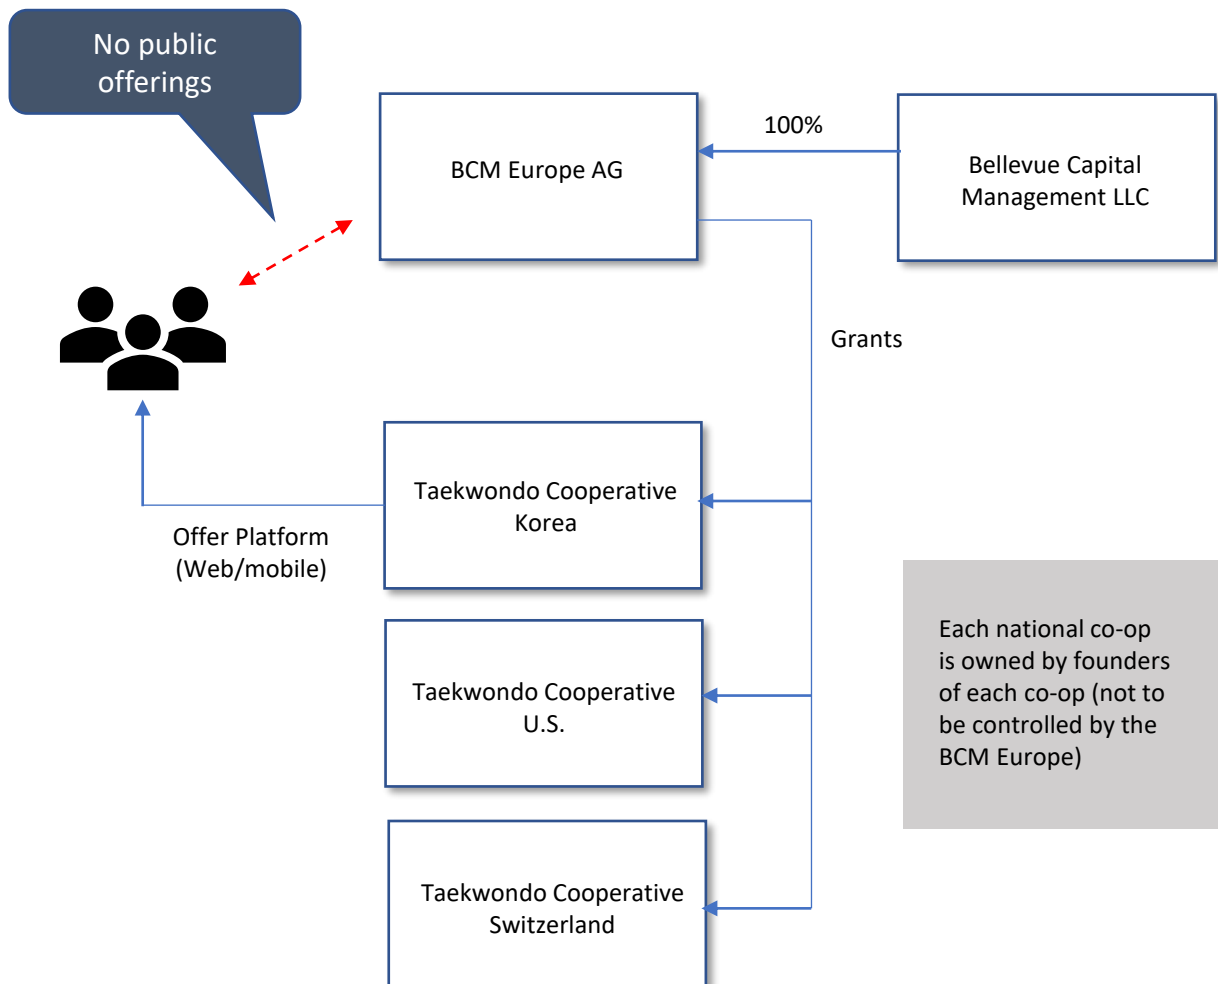 No public
offerings
BCM Europe AG
100%
Bellevue Capital
Management LLC
Grants
Taekwondo Cooperative
Korea
Offer Platform
(Web/mobile)
Taekwondo Cooperative
U.S.
Each national co-op
is owned by founders
of each co-op (not to
be controlled by the
BCM Europe)
Taekwondo Cooperative
Switzerland